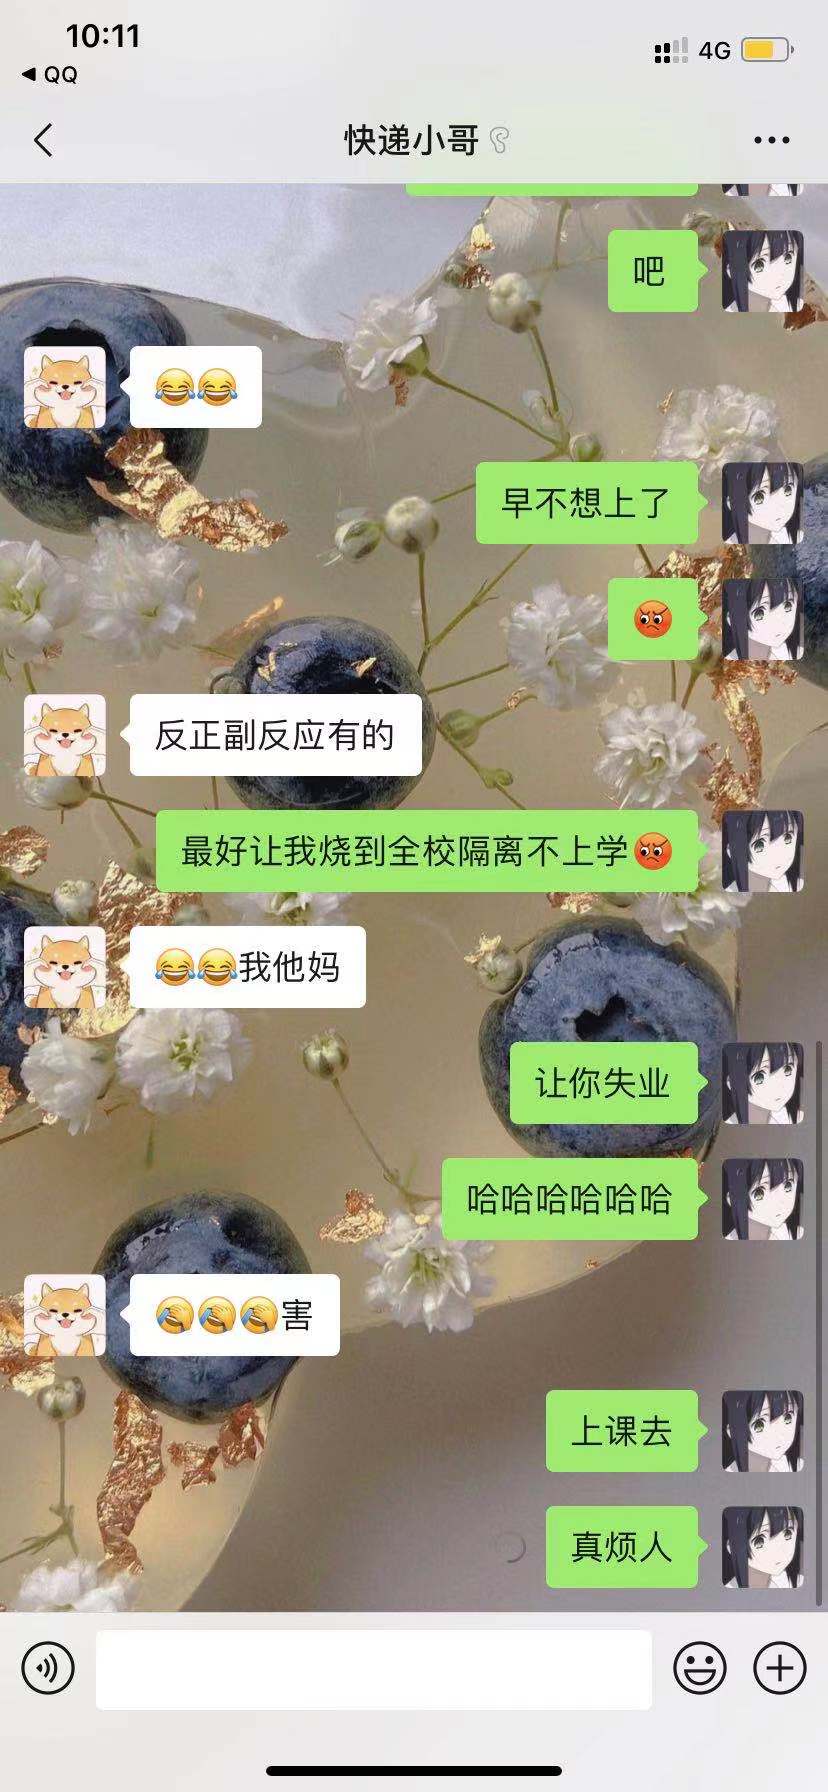 10:11
4G
QQ
快递小哥
吧
😂😂
早不想上了
😡
反正副反应有的
最好让我烧到全校隔离不上学😡
😂😂我他妈
让你失业
哈哈哈哈哈哈
🤦🤦🤦害
上课去
真烦人